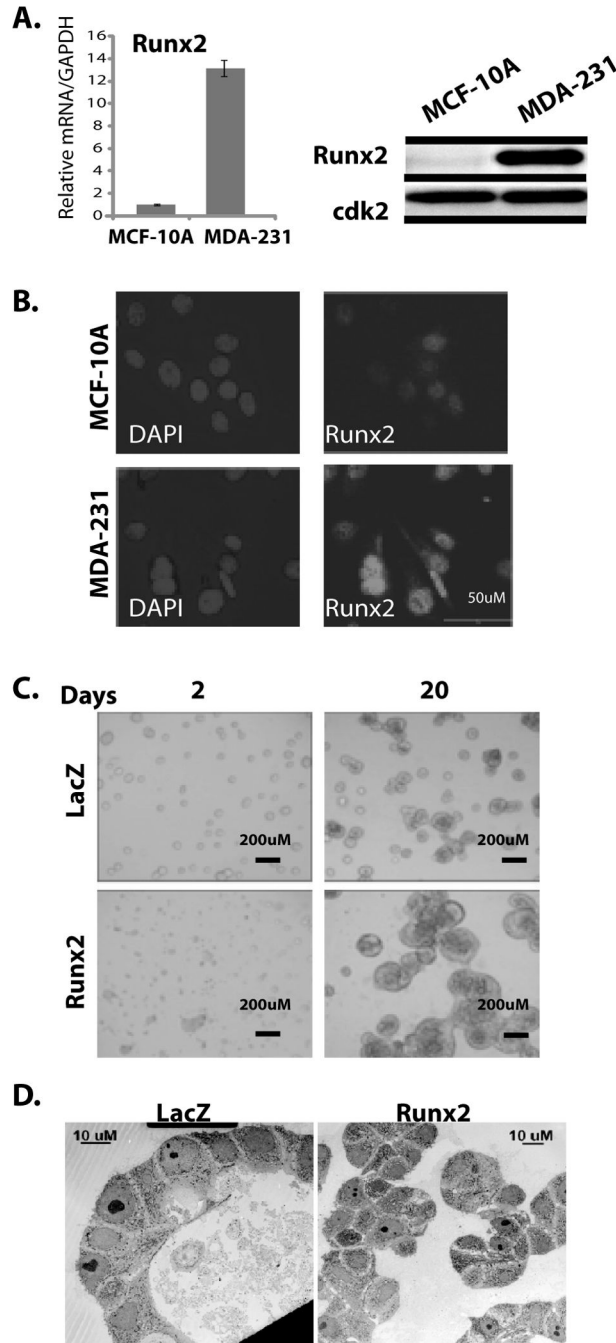 A.
Runx2
Relative mRNA/GAPDH
16
14
12
10
8
6
4
2
0
MCF-10A MDA-231
MCF-10A MDA-231
Runx2
cdk2
B.
MCF-10A
DAPI
Runx2
MDA-231
DAPI
Runx2
50uM
C.
Days 2 20
LacZ
200uM
200uM
Runx2
200uM
200uM
D.
LacZ Runx2
10 uM
10 uM